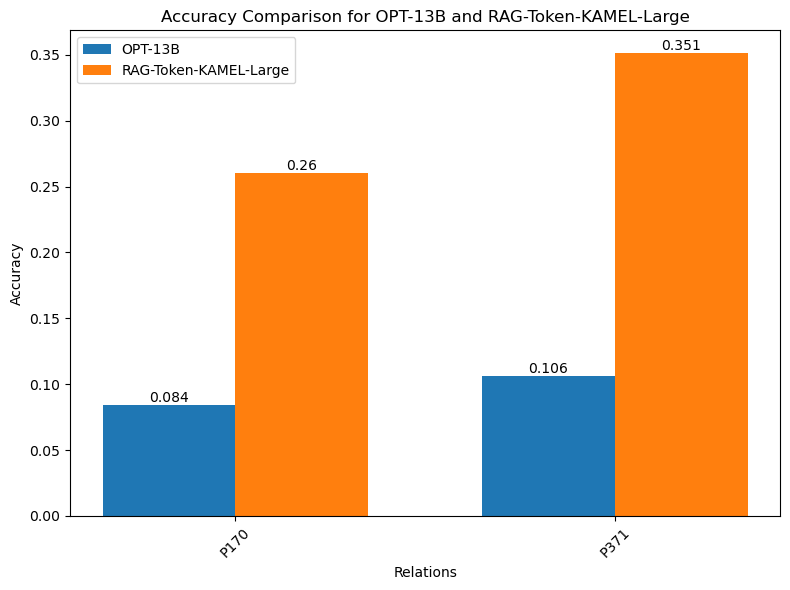 Accuracy Comparison for OPT-13B and RAG-Token-KAMEL-Large
OPT-13B
RAG-Token-KAMEL-Large
Accuracy
0.35
0.30
0.25
0.20
0.15
0.10
0.05
0.00
0.084
0.26
0.106
0.351
P170
P371
Relations